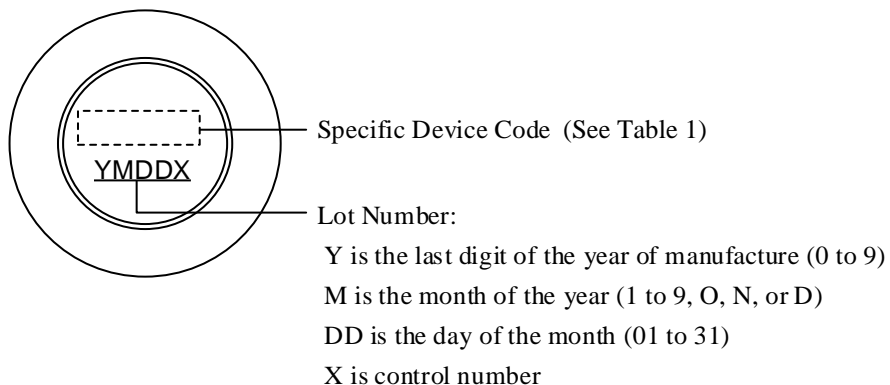 Specific Device Code (See Table 1)
YMDDX
Lot Number:
Y is the last digit of the year of manufacture (0 to 9)
M is the month of the year (1 to 9, O, N, or D)
DD is the day of the month (01 to 31)
X is control number